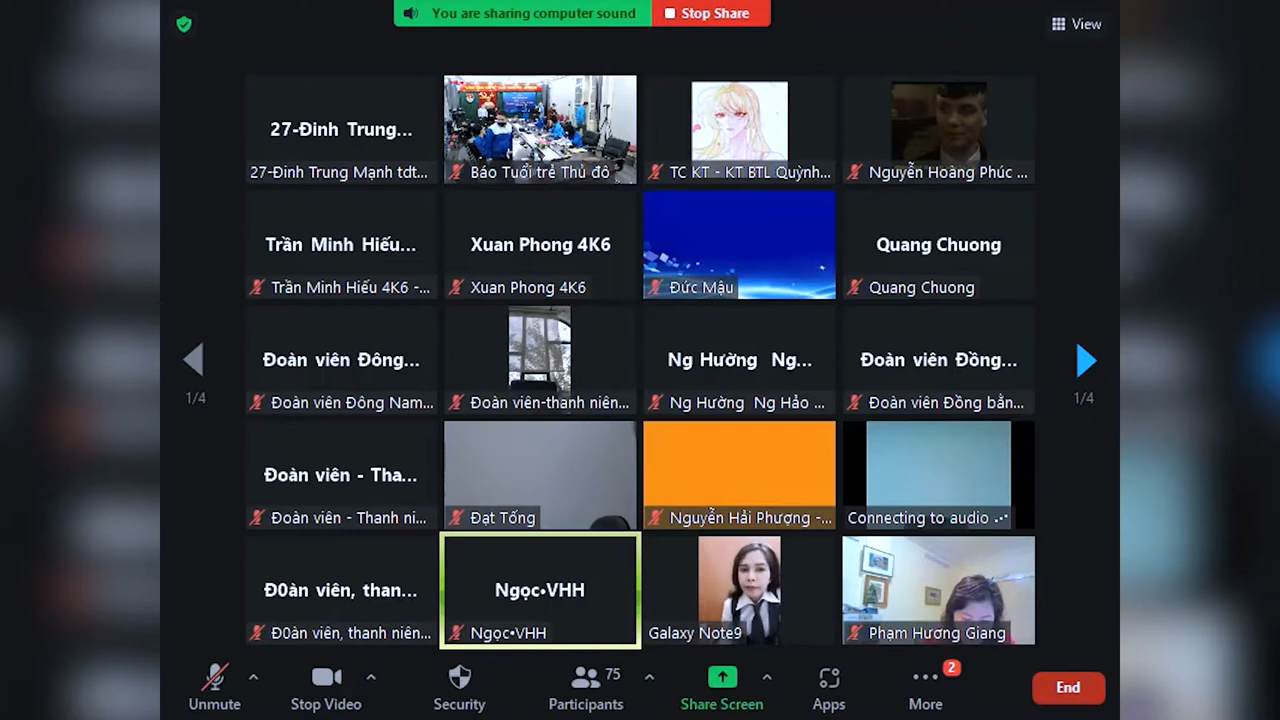 You are sharing computer sound
Stop Share
View
27-Đinh Trung...
27-Đinh Trung Mạnh tdt...
Báo Tuổi trẻ Thủ đô
TC KT - KT BTL Quỳnh...
Nguyễn Hoàng Phúc ...
Trần Minh Hiếu...
Trần Minh Hiếu 4K6 -...
Xuan Phong 4K6
Xuan Phong 4K6
Đức Mậu
Quang Chuong
Quang Chuong
Đoàn viên Đông...
Đoàn viên Đông Nam...
Đoàn viên-thanh niên...
Ng Hường Ng...
Ng Hường Ng Hảo ...
Đoàn viên Đồng...
Đoàn viên Đồng bằn...
1/4
1/4
Đoàn viên - Tha...
Đoàn viên - Thanh ni...
Đạt Tống
Nguyễn Hải Phượng -...
Connecting to audio
Đ0àn viên, than...
Đ0àn viên, thanh niên...
Ngọc•VHH
Ngọc•VHH
Galaxy Note9
Phạm Hương Giang
Unmute
Stop Video
Security
75
Participants
Share Screen
Apps
2
More
End